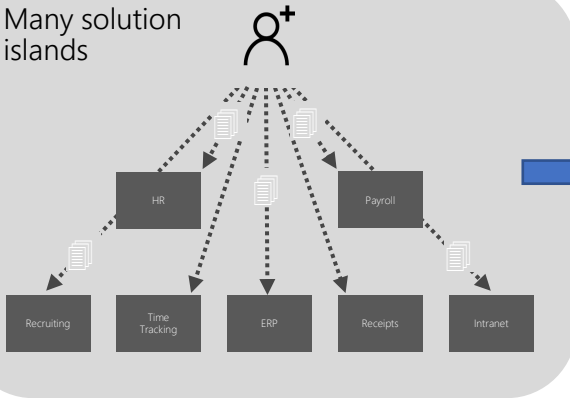 Many solution
islands
HR
Payroll
Recruiting
Time
Tracking
ERP
Receipts
Intranet